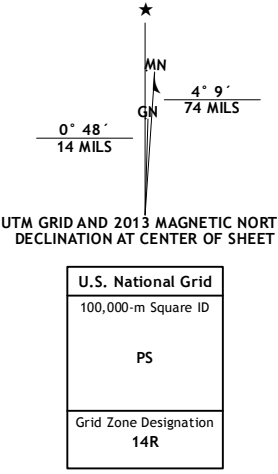 ★
MN
GN
4° 9´
74 MILS
0° 48´
14 MILS
UTM GRID AND 2013 MAGNETIC NORT
DECLINATION AT CENTER OF SHEET
U.S. National Grid
100,000-m Square ID
PS
Grid Zone Designation
14R